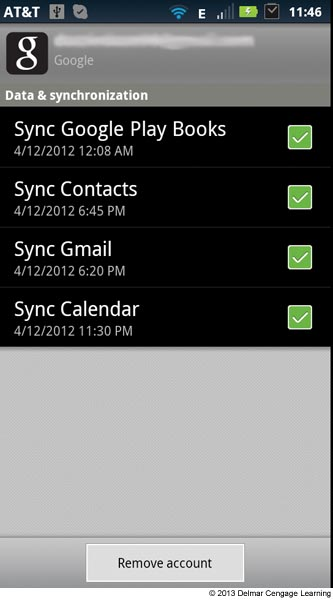 AT&T E 11:46
g
Google
Data & synchronization
Sync Google Play Books
4/12/2012 12:08 AM
Sync Contacts
4/12/2012 6:45 PM
Sync Gmail
4/12/2012 6:20 PM
Sync Calendar
4/12/2012 11:30 PM
Remove account
© 2013 Delmar Cengage Learning